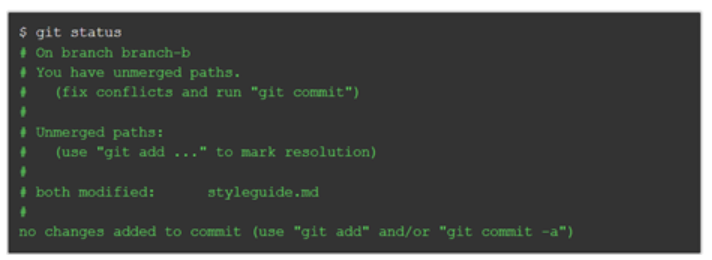 $ git status
# On branch branch-b
# You have unmerged paths.
#   (fix conflicts and run "git commit")
#
# Unmerged paths:
#   (use "git add ..." to mark resolution)
#
# both modified:      styleguide.md
#
no changes added to commit (use "git add" and/or "git commit -a")